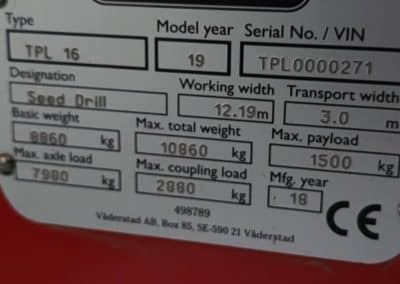 Type Model year Serial No. / VIN
TPL 16 19 TPL0000271
Designation Working width Transport width
Seed Drill 12.19m 3.0 m
Basic weight Max. total weight Max. payload
8860 kg 10860 kg 1500 kg
Max. axle load Max. coupling load Mfg. year
7980 kg 2880 kg 18 CE
498789
Väderstad AB, Box 85, SE-590 21 Väderstad